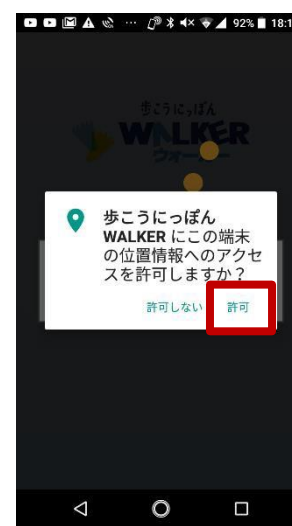 92% 18:1
歩こうにっぽん
WALKER
ウォーカー
歩こうにっぽん
WALKER にこの端末
の位置情報へのアクセ
スを許可しますか？
許可しない 許可